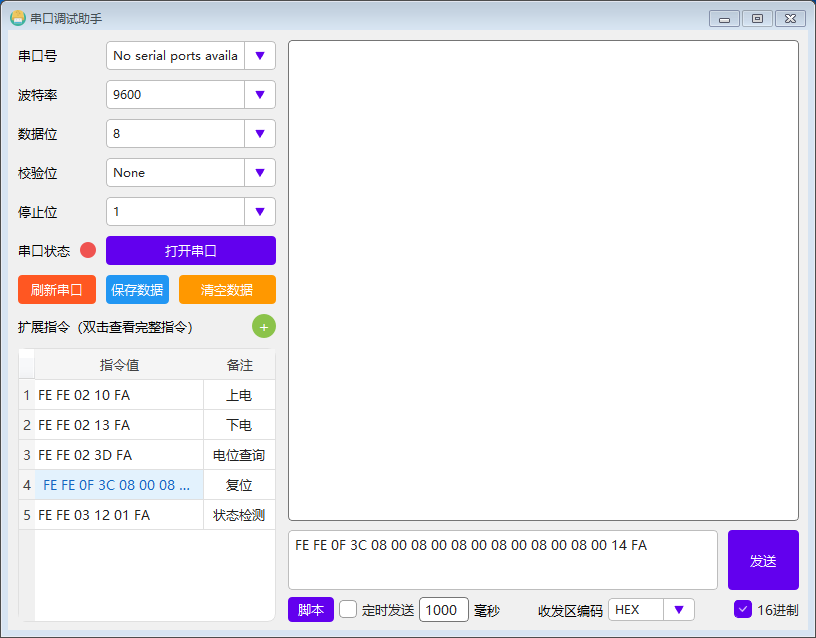 串口调试助手
串口号 No serial ports availa
波特率 9600
数据位 8
校验位 None
停止位 1
串口状态 打开串口
刷新串口 保存数据 清空数据
扩展指令（双击查看完整指令） +
指令值 备注
1 FE FE 02 10 FA 上电
2 FE FE 02 13 FA 下电
3 FE FE 02 3D FA 电位查询
4 FE FE 0F 3C 08 00 08 ... 复位
5 FE FE 03 12 01 FA 状态检测
FE FE 0F 3C 08 00 08 00 08 00 08 00 08 00 08 00 14 FA
发送
脚本 定时发送 1000 毫秒 收发区编码 HEX 16进制